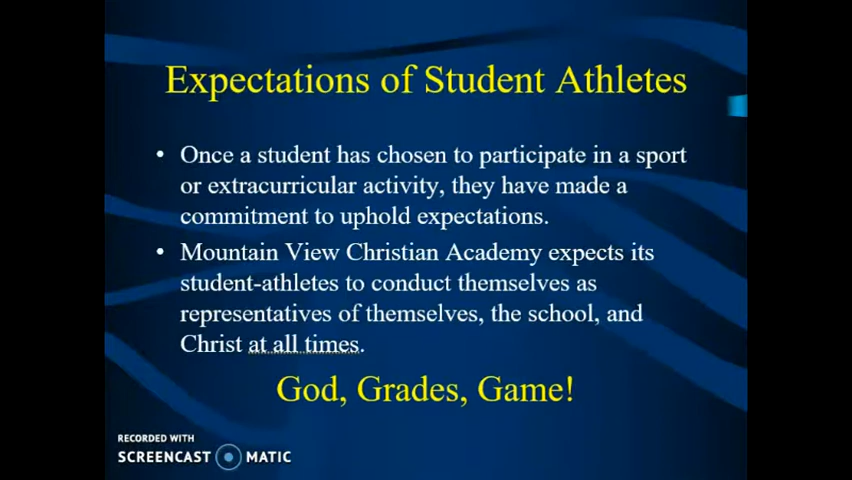 Expectations of Student Athletes
• Once a student has chosen to participate in a sport
or extracurricular activity, they have made a
commitment to uphold expectations.
• Mountain View Christian Academy expects its
student-athletes to conduct themselves as
representatives of themselves, the school, and
Christ at all times.
God, Grades, Game!
RECORDED WITH
SCREENCAST MATIC